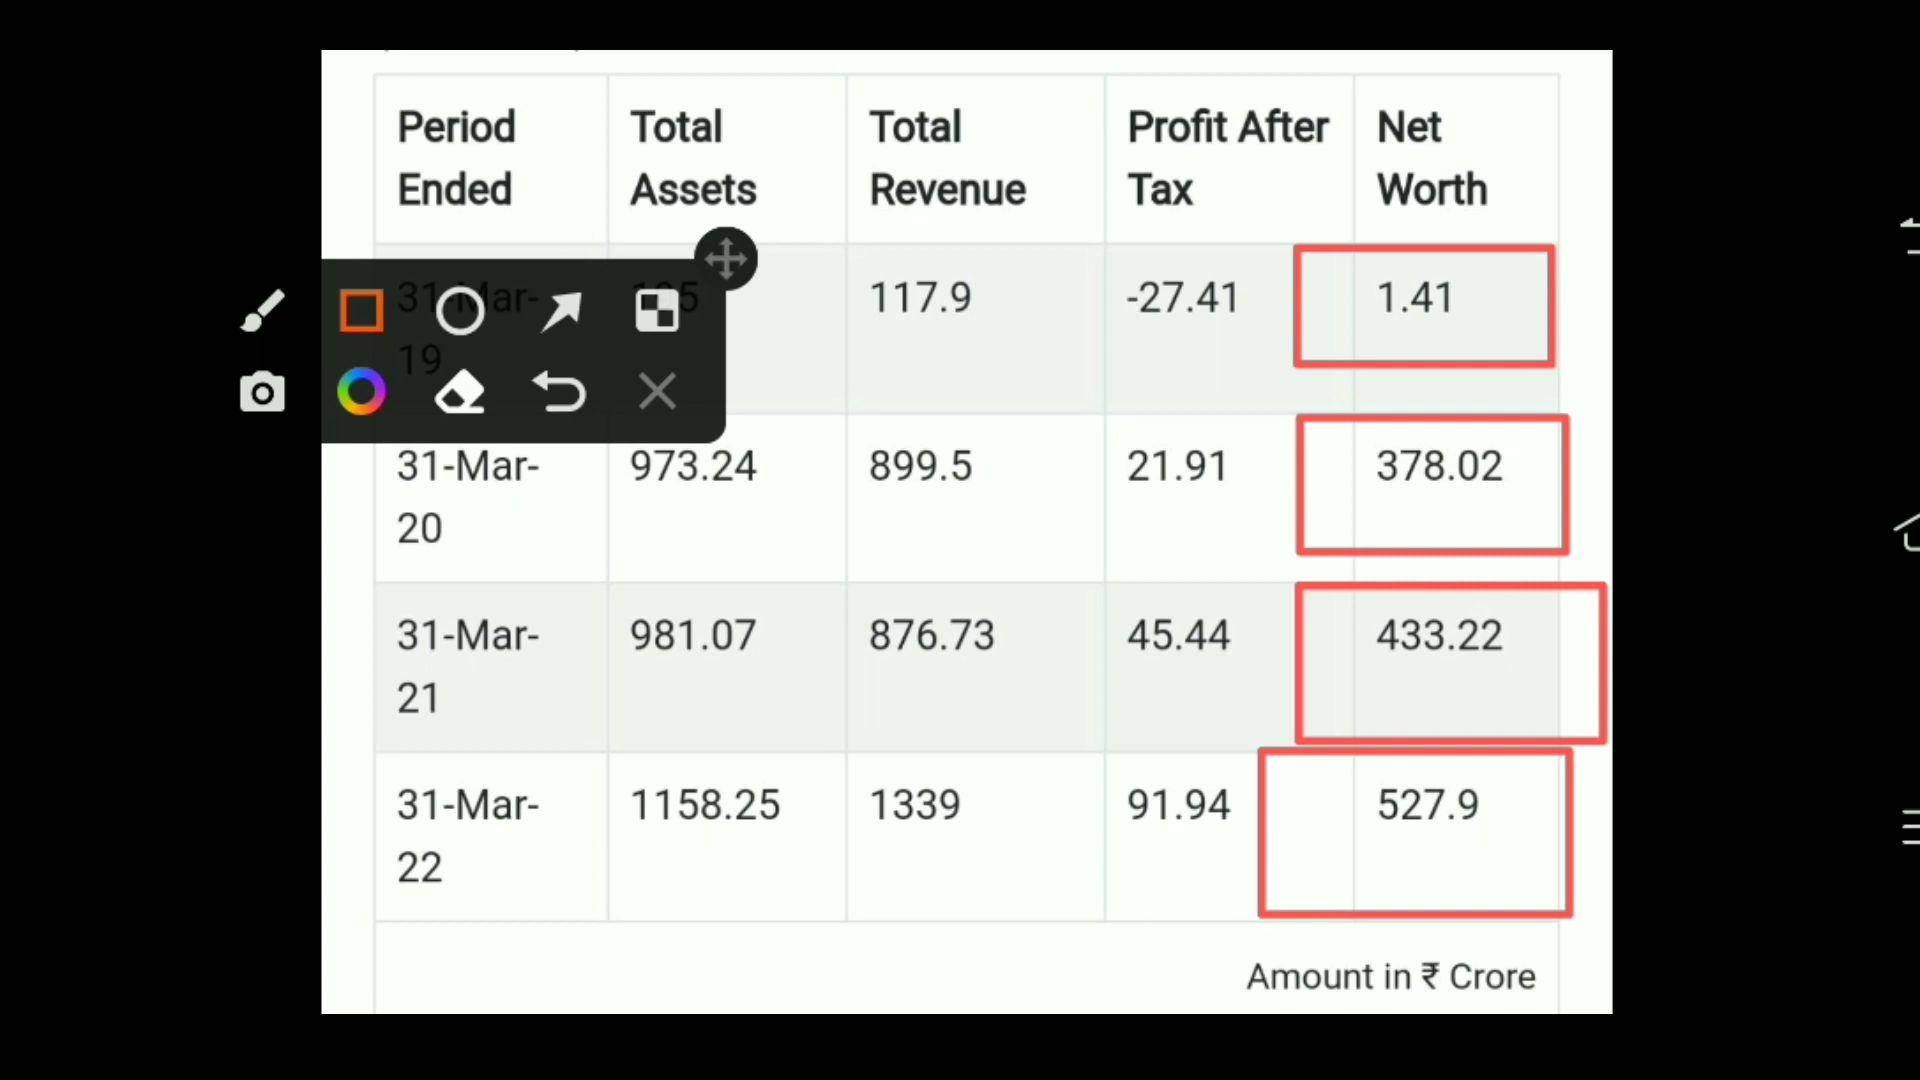 Period Ended Total Assets Total Revenue Profit After Tax Net Worth
31-Mar-19 117.9 -27.41 1.41
31-Mar-20 973.24 899.5 21.91 378.02
31-Mar-21 981.07 876.73 45.44 433.22
31-Mar-22 1158.25 1339 91.94 527.9
Amount in ₹ Crore